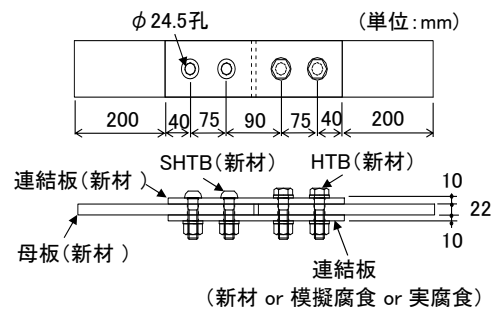 φ24.5孔
(単位:mm)
200 40 75 90 75 40 200
SHTB(新材)
HTB(新材)
連結板(新材 )
10
22
10
母板(新材 )
連結板
(新材 or 模擬腐食 or 実腐食)